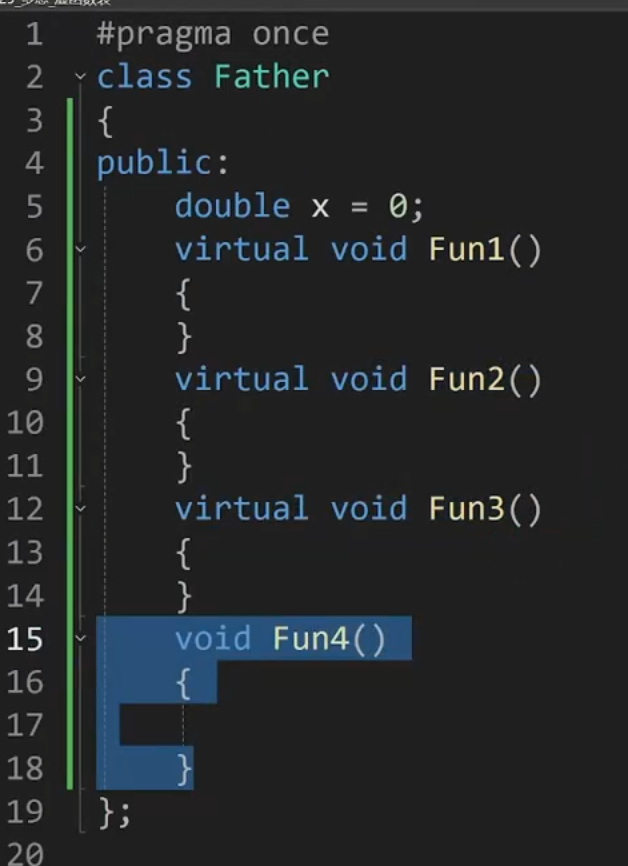 1 #pragma once
2 class Father
3 {
4 public:
5 double x = 0;
6 virtual void Fun1()
7 {
8 }
9 virtual void Fun2()
10 {
11 }
12 virtual void Fun3()
13 {
14 }
15 void Fun4()
16 {
17
18 }
19 };
20